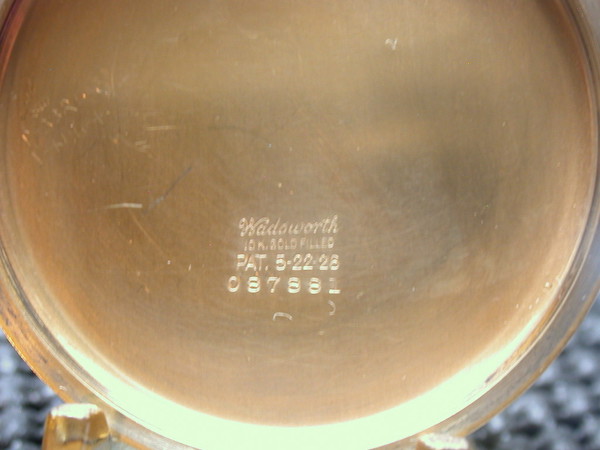 Wadsworth
10 K. GOLD FILLED
PAT. 5-22-28
087881